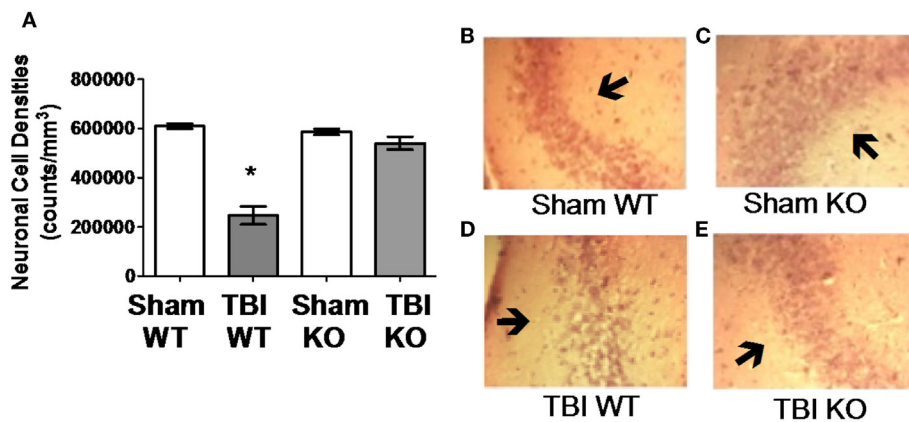 A
Neuronal Cell Densities
(counts/mm³)
800000
600000
400000
200000
0
*
Sham WT
TBI WT
Sham KO
TBI KO
B
Sham WT
C
Sham KO
D
TBI WT
E
TBI KO